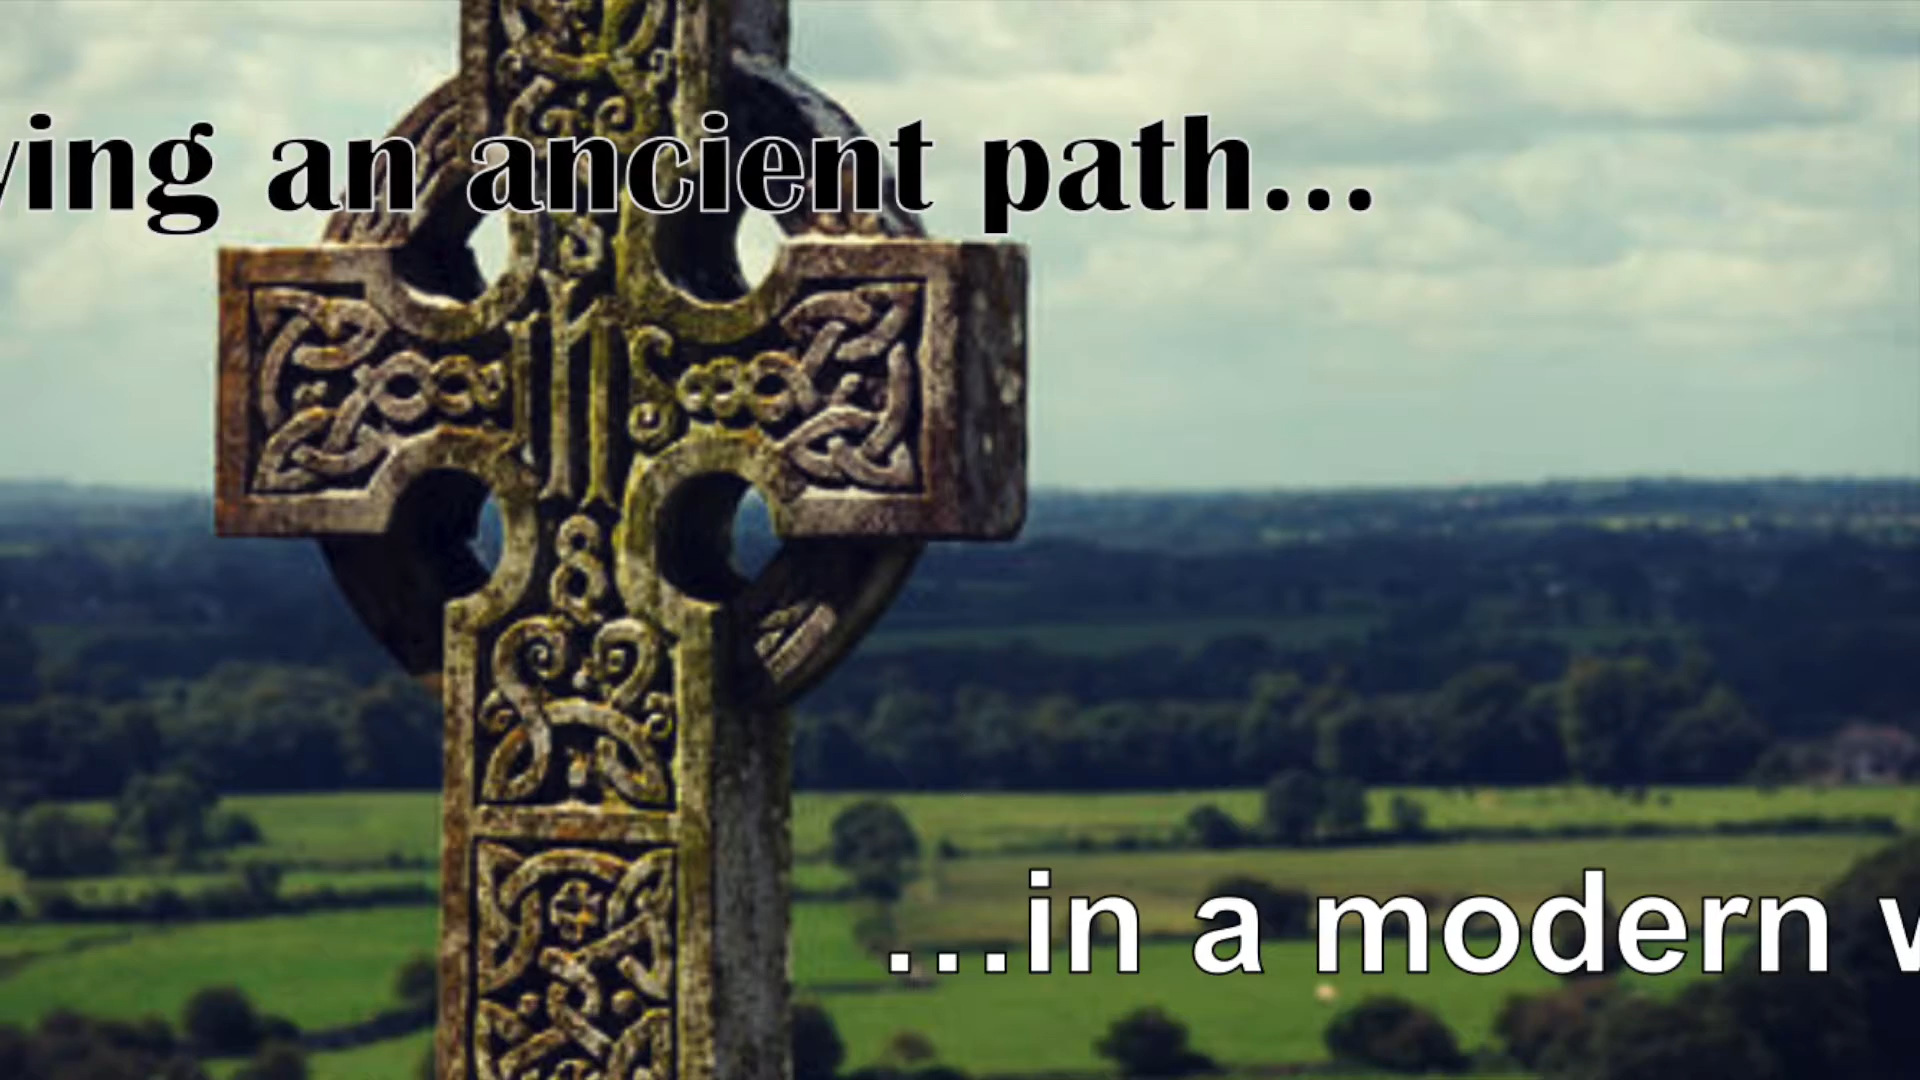 ying an ancient path...
...in a modern